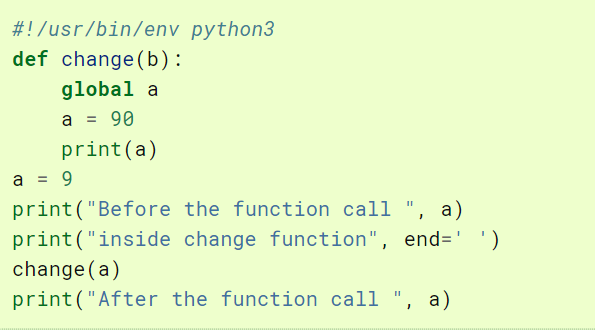 #!/usr/bin/env python3
def change(b):
    global a
    a = 90
    print(a)
a = 9
print("Before the function call ", a)
print("inside change function", end=' ')
change(a)
print("After the function call ", a)